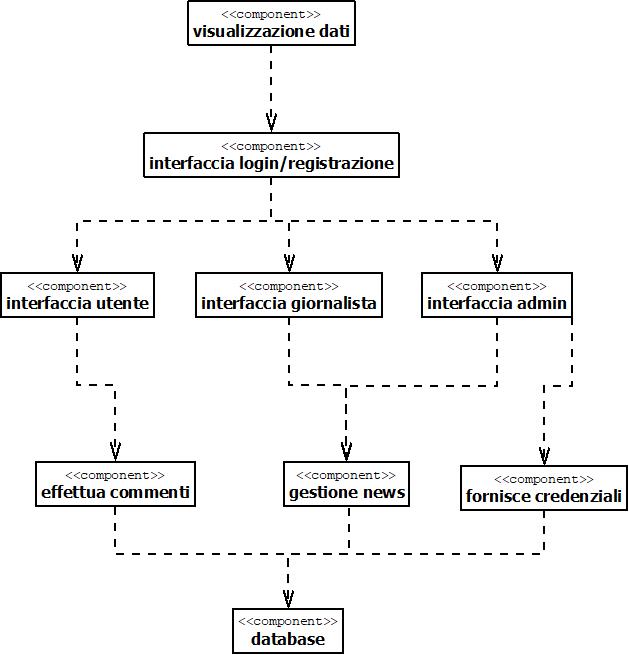 <<component>>
visualizzazione dati
<<component>>
interfaccia login/registrazione
<<component>>
interfaccia utente
<<component>>
interfaccia giornalista
<<component>>
interfaccia admin
<<component>>
effettua commenti
<<component>>
gestione news
<<component>>
fornisce credenziali
<<component>>
database